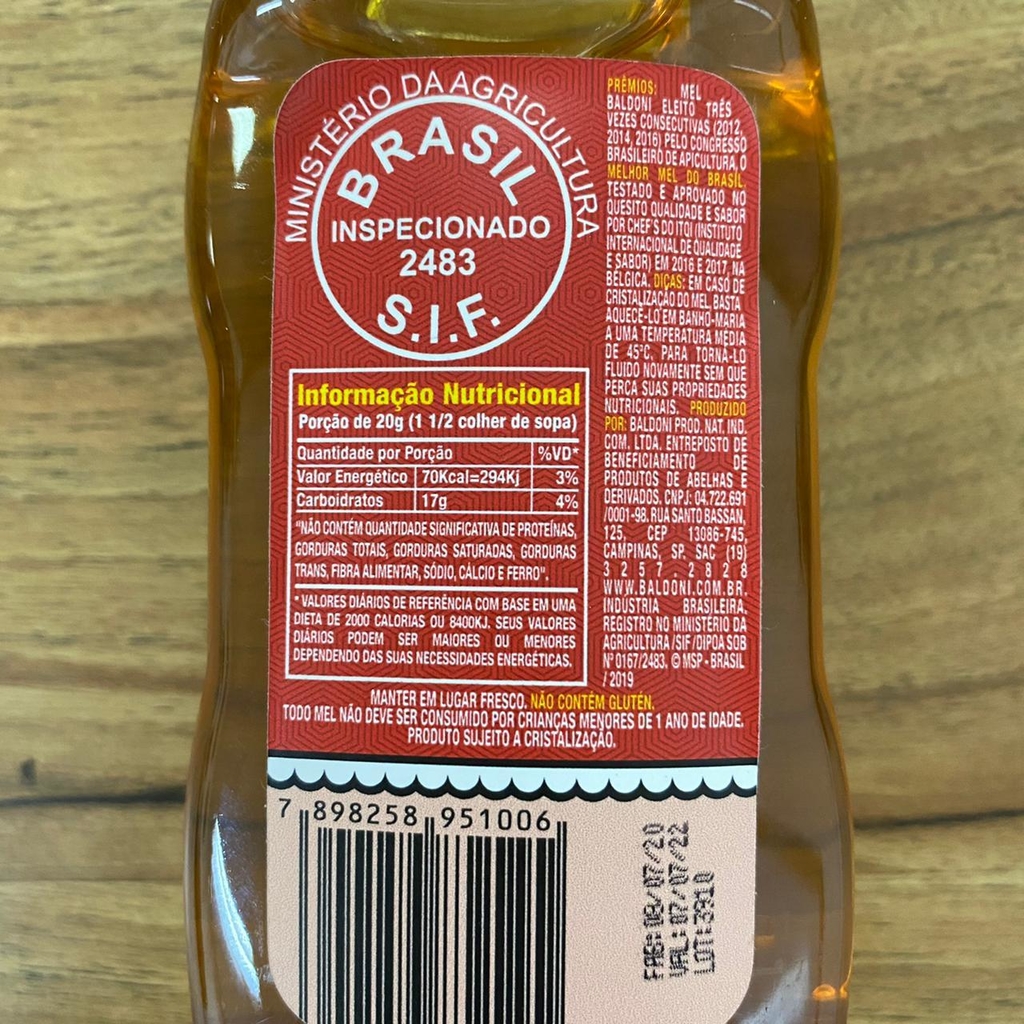 MINISTÉRIO DA AGRICULTURA
BRASIL
INSPECIONADO
2483
S.I.F.
Informação Nutricional
Porção de 20g (1 1/2 colher de sopa)
Quantidade por Porção %VD*
Valor Energético 70Kcal=294Kj 3%
Carboidratos 17g 4%
"NÃO CONTÉM QUANTIDADE SIGNIFICATIVA DE PROTEÍNAS,
GORDURAS TOTAIS, GORDURAS SATURADAS, GORDURAS
TRANS, FIBRA ALIMENTAR, SÓDIO, CÁLCIO E FERRO".
* VALORES DIÁRIOS DE REFERÊNCIA COM BASE EM UMA
DIETA DE 2000 CALORIAS OU 8400KJ. SEUS VALORES
DIÁRIOS PODEM SER MAIORES OU MENORES
DEPENDENDO DAS SUAS NECESSIDADES ENERGÉTICAS.
PRÊMIOS: MEL
BALDONI ELEITO TRÊS
VEZES CONSECUTIVAS (2012,
2014, 2016) PELO CONGRESSO
BRASILEIRO DE APICULTURA, O
MELHOR MEL DO BRASIL.
TESTADO E APROVADO NO
QUESITO QUALIDADE E SABOR
POR CHEF'S DO ITQI (INSTITUTO
INTERNACIONAL DE QUALIDADE
E SABOR) EM 2016 E 2017, NA
BÉLGICA. DICAS: EM CASO DE
CRISTALIZAÇÃO DO MEL, BASTA
AQUECÊ-LO EM BANHO-MARIA
A UMA TEMPERATURA MÉDIA
DE 45°C, PARA TORNÁ-LO
FLUIDO NOVAMENTE SEM QUE
PERCA SUAS PROPRIEDADES
NUTRICIONAIS. PRODUZIDO
POR: BALDONI PROD. NAT. IND.
COM. LTDA. ENTREPOSTO DE
BENEFICIAMENTO DE
PRODUTOS DE ABELHAS E
DERIVADOS. CNPJ: 04.722.691
/0001-98. RUA SANTO BASSAN,
125, CEP 13086-745,
CAMPINAS, SP. SAC (19)
3257 2828
WWW.BALDONI.COM.BR.
INDÚSTRIA BRASILEIRA.
REGISTRO NO MINISTÉRIO DA
AGRICULTURA /SIF /DIPOA SOB
N° 0167/2483. © MSP - BRASIL
/ 2019
MANTER EM LUGAR FRESCO. NÃO CONTÉM GLUTÉN.
TODO MEL NÃO DEVE SER CONSUMIDO POR CRIANÇAS MENORES DE 1 ANO DE IDADE.
PRODUTO SUJEITO A CRISTALIZAÇÃO.
7 898258 951006
FAB: 08/07/20
VAL: 07/07/22
LOT: 3910